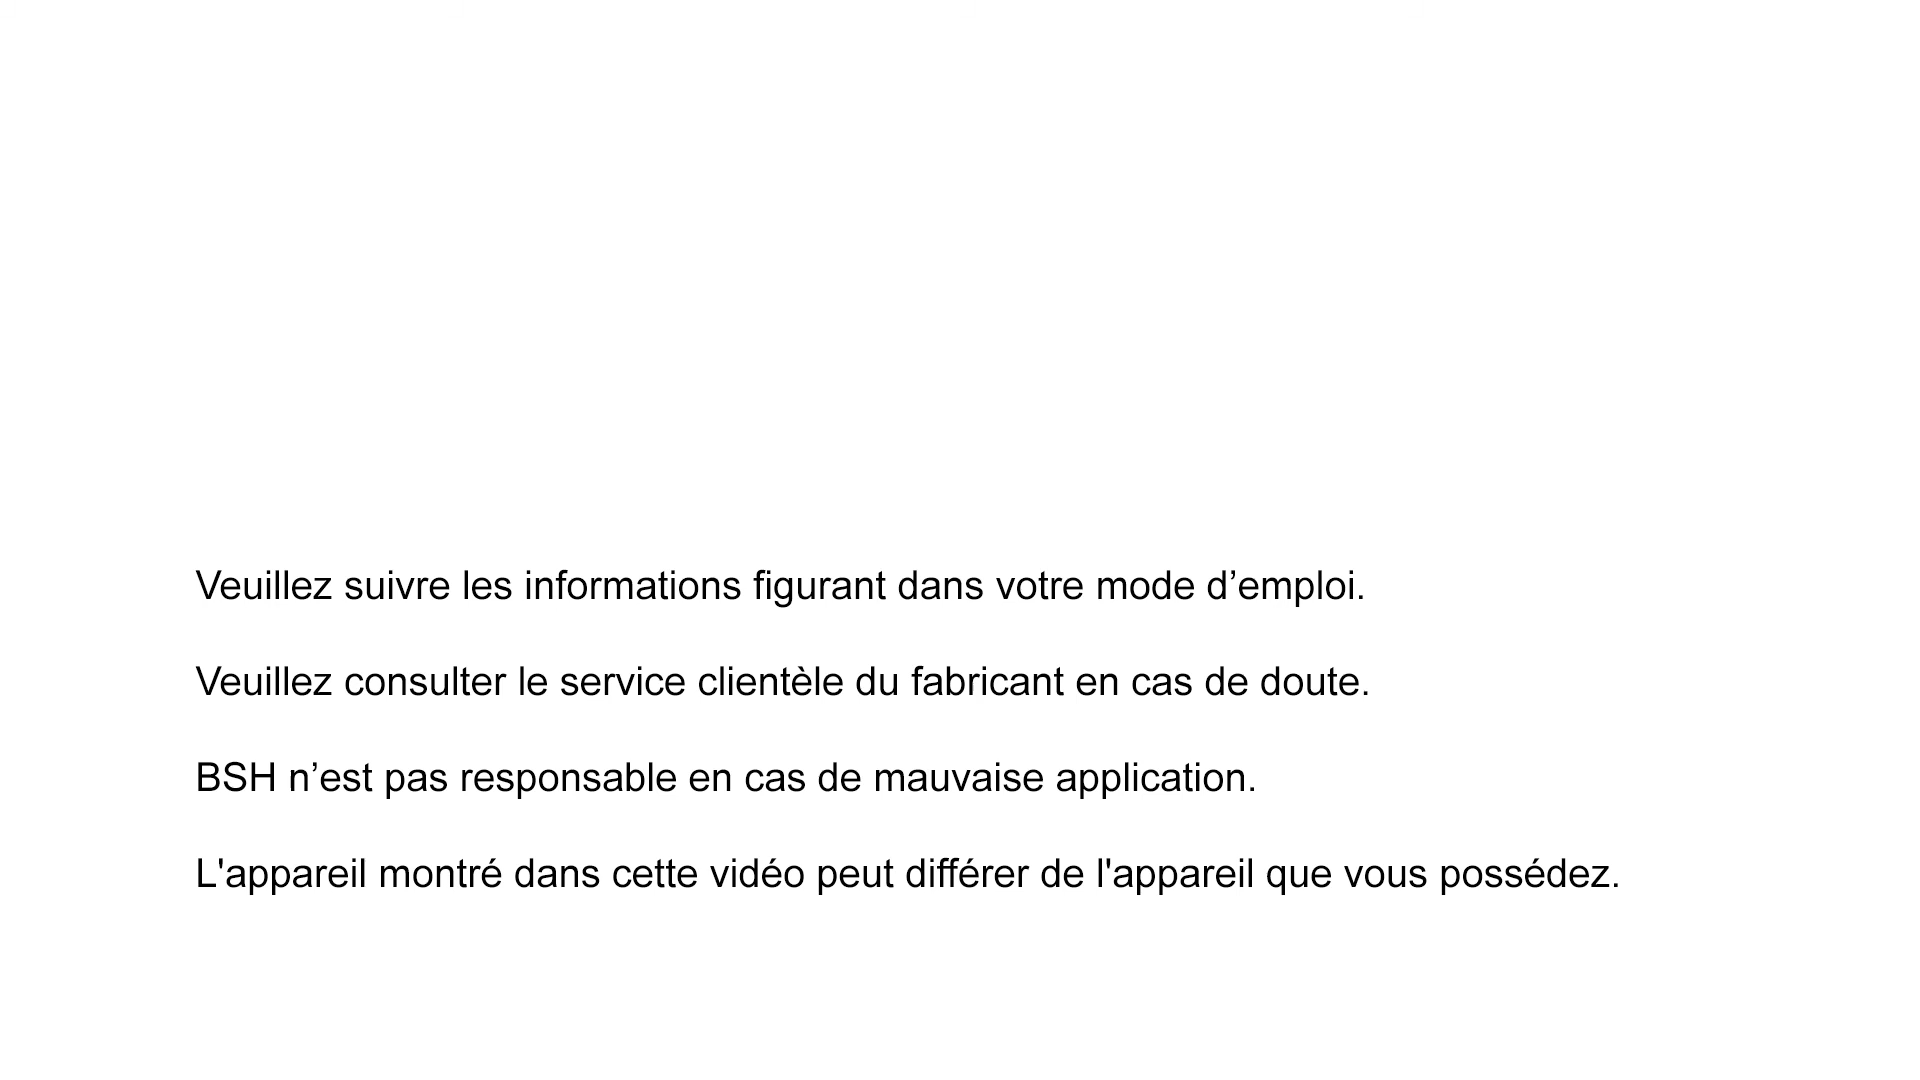 Veuillez suivre les informations figurant dans votre mode d’emploi.
Veuillez consulter le service clientèle du fabricant en cas de doute.
BSH n’est pas responsable en cas de mauvaise application.
L'appareil montré dans cette vidéo peut différer de l'appareil que vous possédez.